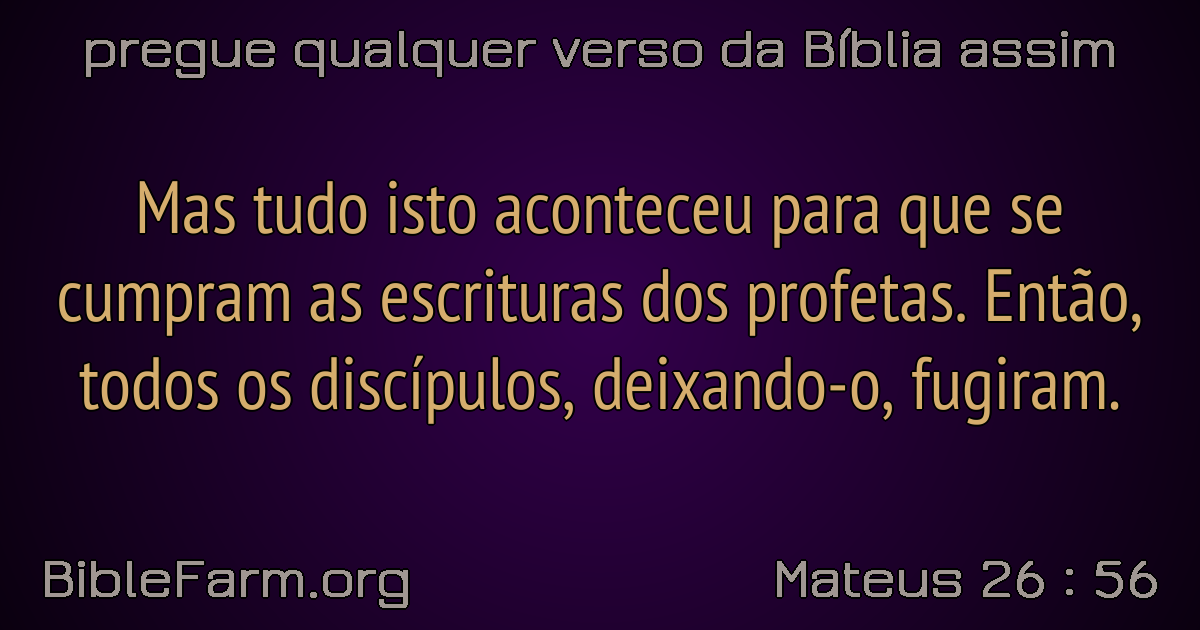 pregue qualquer verso da Bíblia assim
Mas tudo isto aconteceu para que se
cumpram as escrituras dos profetas. Então,
todos os discípulos, deixando-o, fugiram.
BibleFarm.org
Mateus 26 : 56